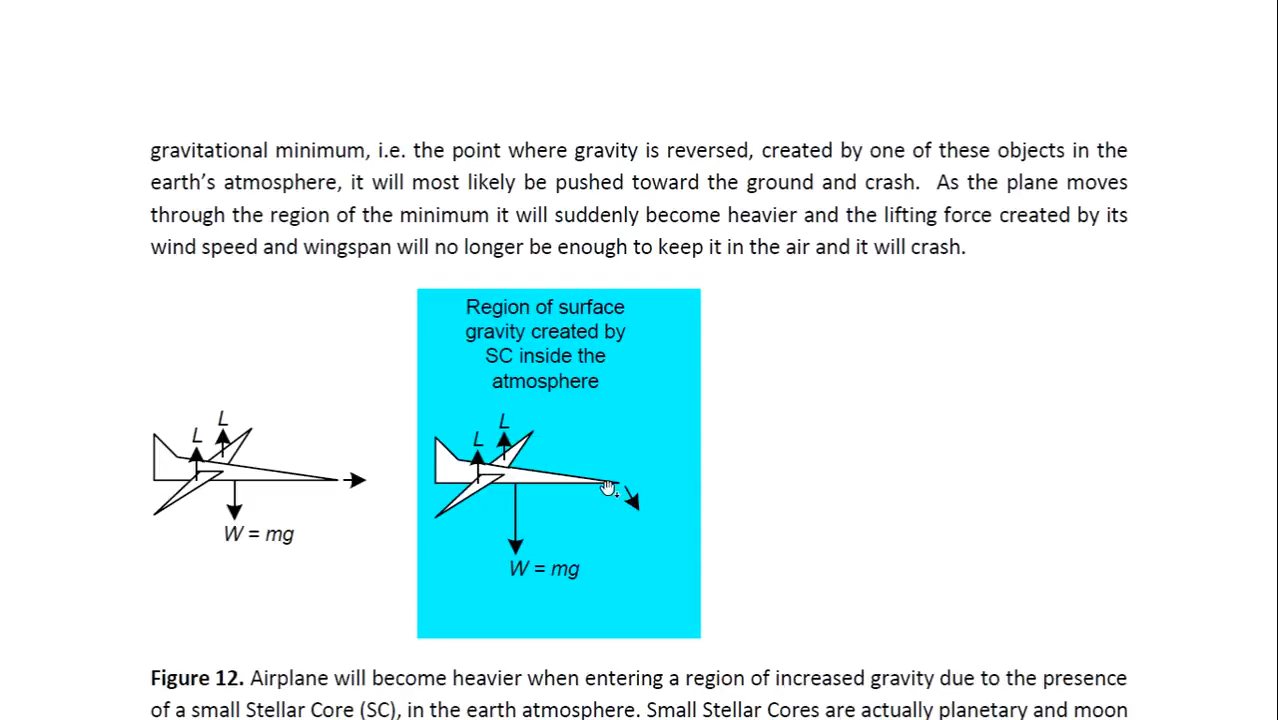 gravitational minimum, i.e. the point where gravity is reversed, created by one of these objects in the
earth's atmosphere, it will most likely be pushed toward the ground and crash.  As the plane moves
through the region of the minimum it will suddenly become heavier and the lifting force created by its
wind speed and wingspan will no longer be enough to keep it in the air and it will crash.
Region of surface
gravity created by
SC inside the
atmosphere
L
L
W = mg
L
L
W = mg
Figure 12. Airplane will become heavier when entering a region of increased gravity due to the presence
of a small Stellar Core (SC), in the earth atmosphere. Small Stellar Cores are actually planetary and moon